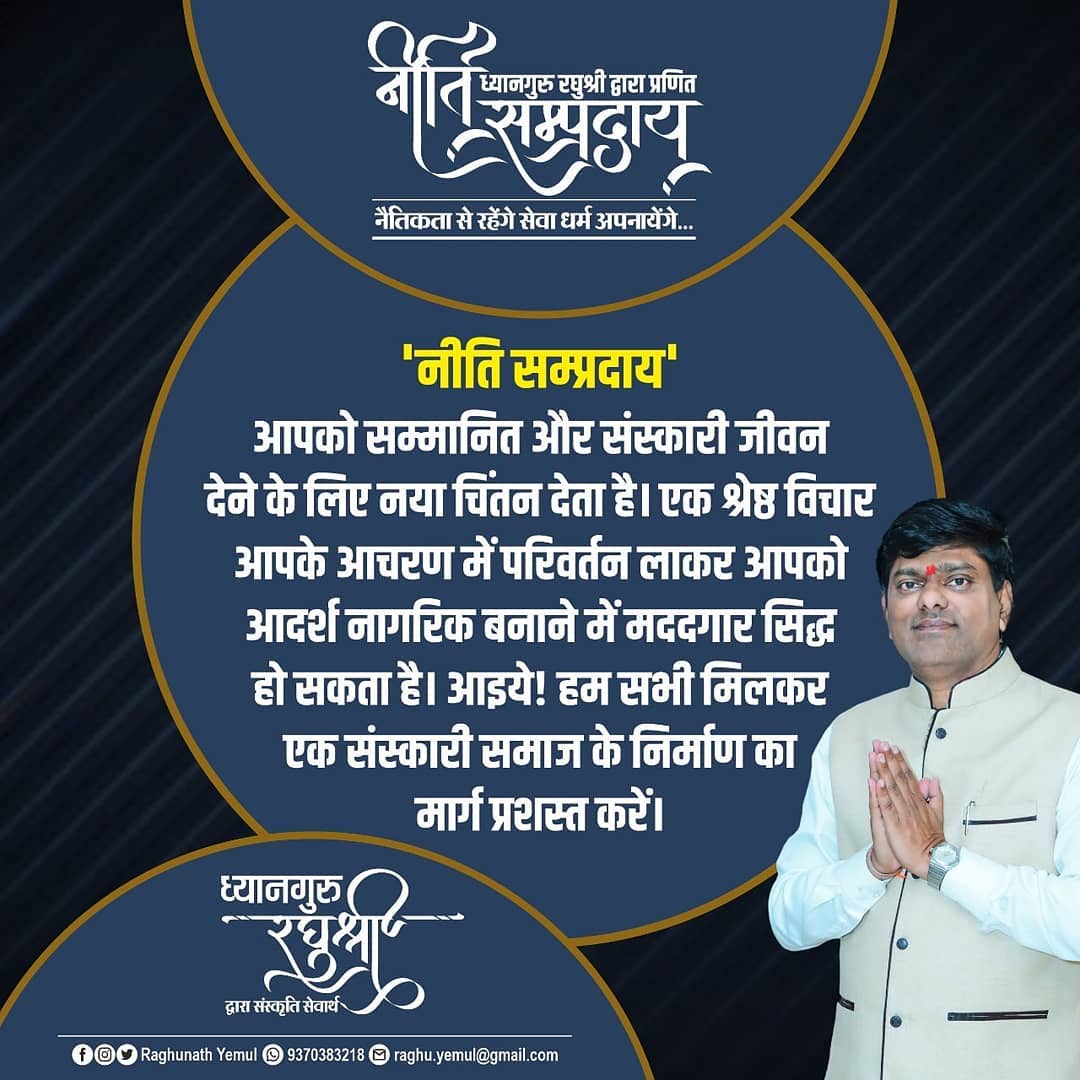 नीति ध्यानगुरु रघुश्री द्वारा प्रणित
सम्प्रदाय
नैतिकता से रहेंगे सेवा धर्म अपनायेंगे...
'नीति सम्प्रदाय'
आपको सम्मानित और संस्कारी जीवन
देने के लिए नया चिंतन देता है। एक श्रेष्ठ विचार
आपके आचरण में परिवर्तन लाकर आपको
आदर्श नागरिक बनाने में मददगार सिद्ध
हो सकता है। आइये! हम सभी मिलकर
एक संस्कारी समाज के निर्माण का
मार्ग प्रशस्त करें।
ध्यानगुरु
रघुश्री
द्वारा संस्कृति सेवार्थ
Raghunath Yemul 9370383218 raghu.yemul@gmail.com